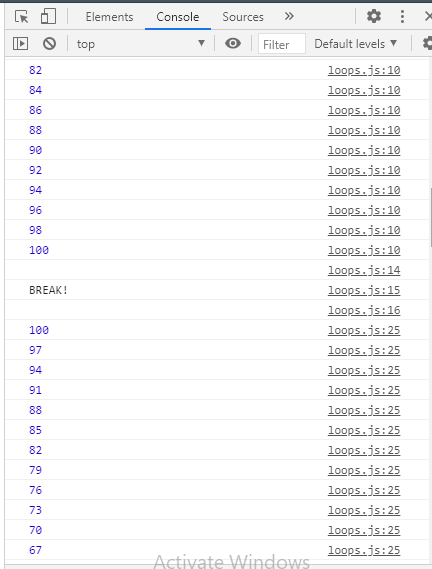 Elements Console Sources »
top ▼ Filter Default levels ▼
82 loops.js:10
84 loops.js:10
86 loops.js:10
88 loops.js:10
90 loops.js:10
92 loops.js:10
94 loops.js:10
96 loops.js:10
98 loops.js:10
100 loops.js:10
loops.js:14
BREAK! loops.js:15
loops.js:16
100 loops.js:25
97 loops.js:25
94 loops.js:25
91 loops.js:25
88 loops.js:25
85 loops.js:25
82 loops.js:25
79 loops.js:25
76 loops.js:25
73 loops.js:25
70 loops.js:25
67 loops.js:25
Activate Windows